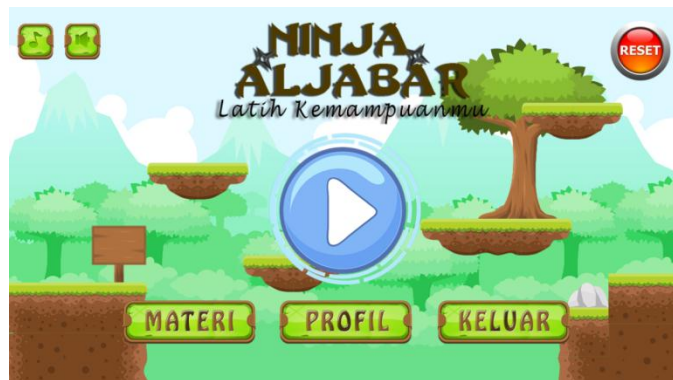 NINJA
ALJABAR
Latih Kemampuanmu
RESET
MATERI
PROFIL
KELUAR